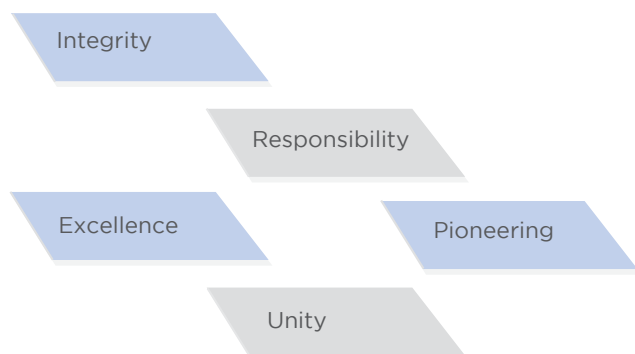 Integrity
Responsibility
Excellence
Pioneering
Unity